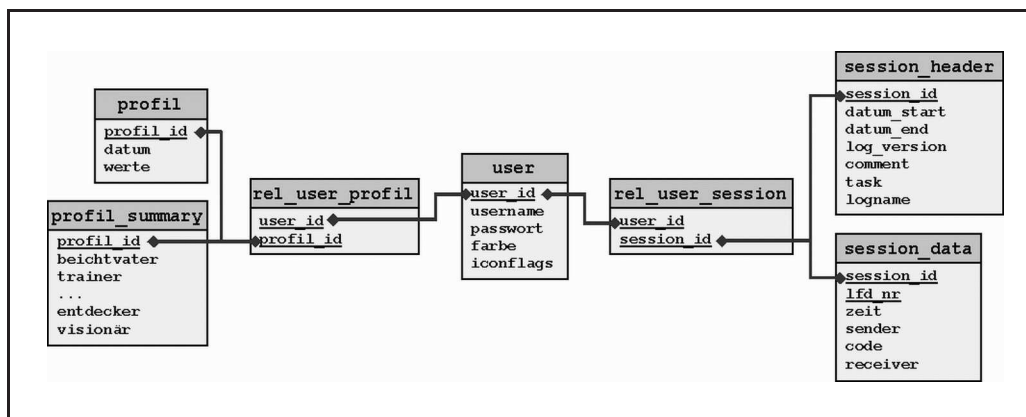 profil
profil_id
datum
werte
profil_summary
profil_id
beichtvater
trainer
...
entdecker
visionär
rel_user_profil
user_id
profil_id
user
user_id
username
passwort
farbe
iconflags
rel_user_session
user_id
session_id
session_header
session_id
datum_start
datum_end
log_version
comment
task
logname
session_data
session_id
lfd_nr
zeit
sender
code
receiver